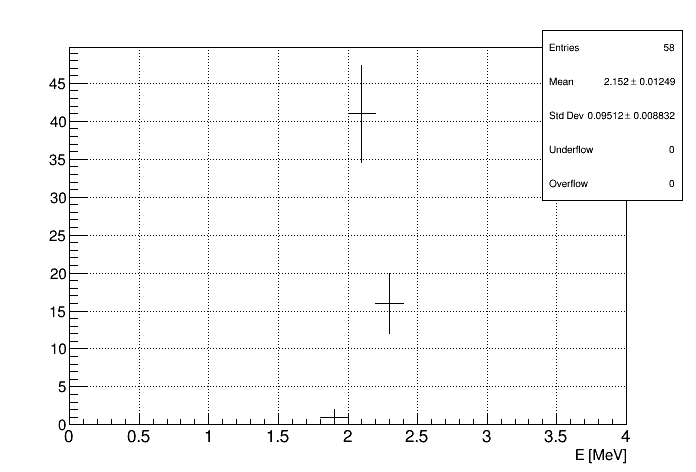 Entries 58
Mean 2.152 ± 0.01249
Std Dev 0.09512 ± 0.008832
Underflow 0
Overflow 0
45
40
35
30
25
20
15
10
5
0
0 0.5 1 1.5 2 2.5 3 3.5 4
E [MeV]